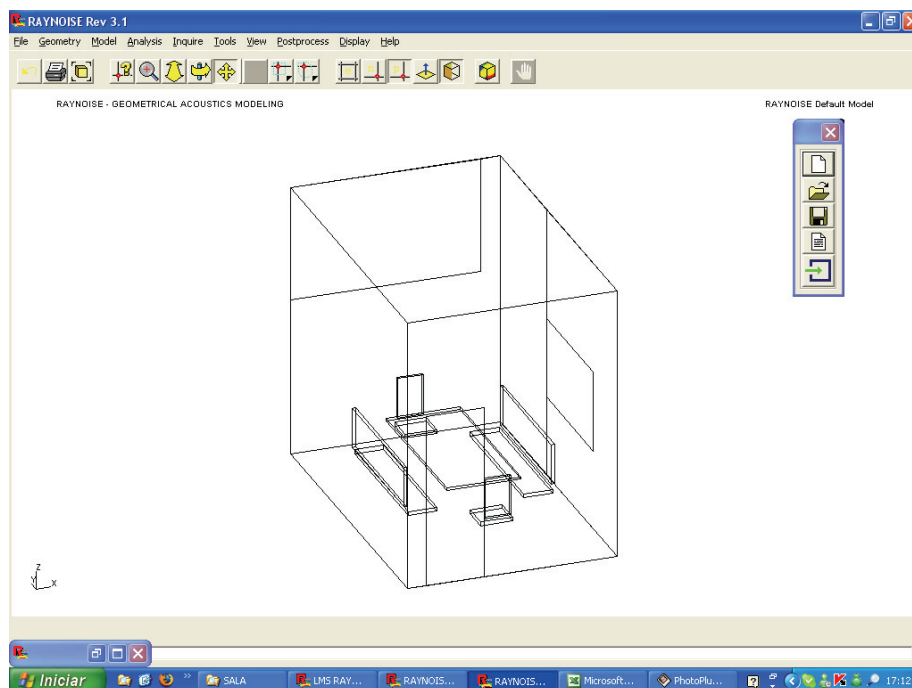 RAYNOISE Rev 3.1
File Geometry Model Analysis Inquire Tools View Postprocess Display Help
RAYNOISE - GEOMETRICAL ACOUSTICS MODELING
RAYNOISE Default Model
Z
Y X
Iniciar » SALA LMS RAY... RAYNOIS... RAYNOIS... Microsoft... PhotoPlu... 17:12